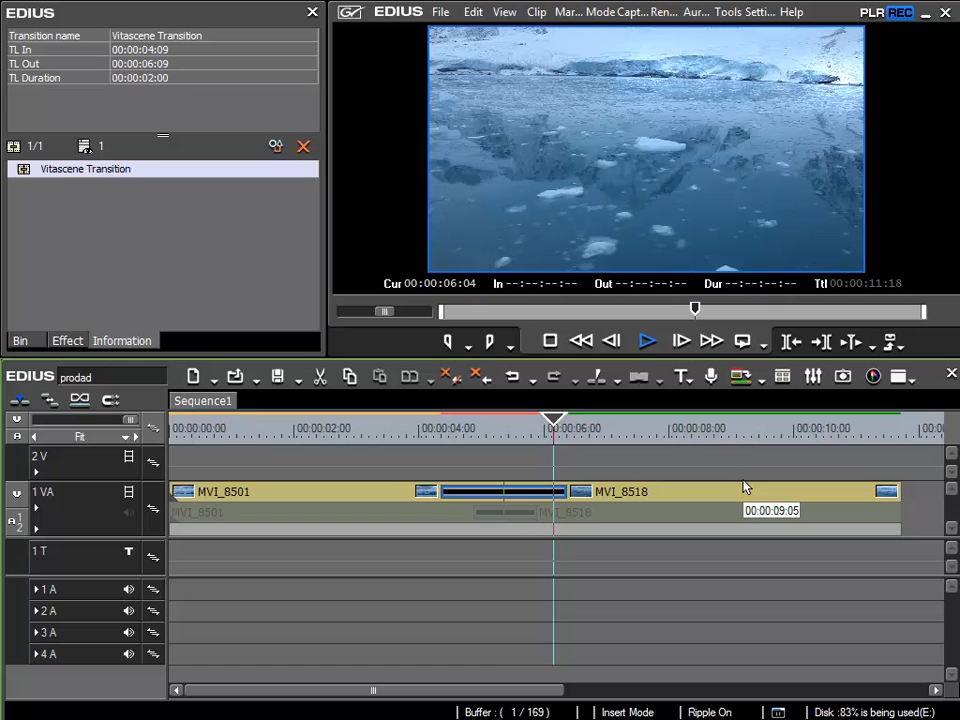 EDIUS
Transition name Vitascene Transition
TL In 00:00:04:09
TL Out 00:00:06:09
TL Duration 00:00:02:00
1/1 1
Vitascene Transition
Bin Effect Information
EDIUS File Edit View Clip Mar... Mode Capt... Ren... Aur... Tools Setti... Help PLR REC
Cur 00:00:06:04 In --:--:--:-- Out --:--:--:-- Dur --:--:--:-- Ttl 00:00:11:18
EDIUS prodad
Sequence1
Fit
00:00:00:00 00:00:02:00 00:00:04:00 00:00:06:00 00:00:08:00 00:00:10:00 00:00
2 V
1 VA MVI_8501 MVI_8518
MVI_8501 MVI_8518
1
2
00:00:09:05
1 T T
1 A
2 A
3 A
4 A
Buffer : ( 1 / 169 ) Insert Mode Ripple On Disk :83% is being used(E:)